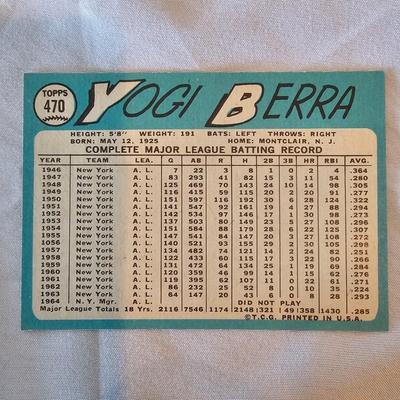 TOPPS
470
YOGI BERRA
HEIGHT: 5'8" WEIGHT: 191 BATS: LEFT THROWS: RIGHT
BORN: MAY 12, 1925 HOME: MONTCLAIR, N. J.
COMPLETE MAJOR LEAGUE BATTING RECORD
YEAR TEAM LEA. G AB R H 2B 3B HR RBI AVG.
1946 New York A. L. 7 22 3 8 1 0 2 4 .364
1947 New York A. L. 83 293 41 82 15 3 11 54 .280
1948 New York A. L. 125 469 70 143 24 10 14 98 .305
1949 New York A. L. 116 415 59 115 20 2 20 91 .277
1950 New York A. L. 151 597 116 192 30 6 28 124 .322
1951 New York A. L. 141 547 92 161 19 4 27 88 .294
1952 New York A. L. 142 534 97 146 17 1 30 98 .273
1953 New York A. L. 137 503 80 149 23 5 27 108 .296
1954 New York A. L. 151 584 88 179 28 6 22 125 .307
1955 New York A. L. 147 541 84 147 20 3 27 108 .272
1956 New York A. L. 140 521 93 155 29 2 30 105 .298
1957 New York A. L. 134 482 74 121 14 2 24 82 .251
1958 New York A. L. 122 433 60 115 17 3 22 90 .266
1959 New York A. L. 131 472 64 134 25 1 19 69 .284
1960 New York A. L. 120 359 46 99 14 1 15 62 .276
1961 New York A. L. 119 395 62 107 11 0 22 61 .271
1962 New York A. L. 86 232 25 52 8 0 10 35 .224
1963 New York A. L. 64 147 20 43 6 0 8 28 .293
1964 N. Y. Mgr. A. L. DID NOT PLAY
Major League Totals 18 Yrs. 2116 7546 1174 2148 321 49 358 1430 .285
©T.C.G. PRINTED IN U.S.A.